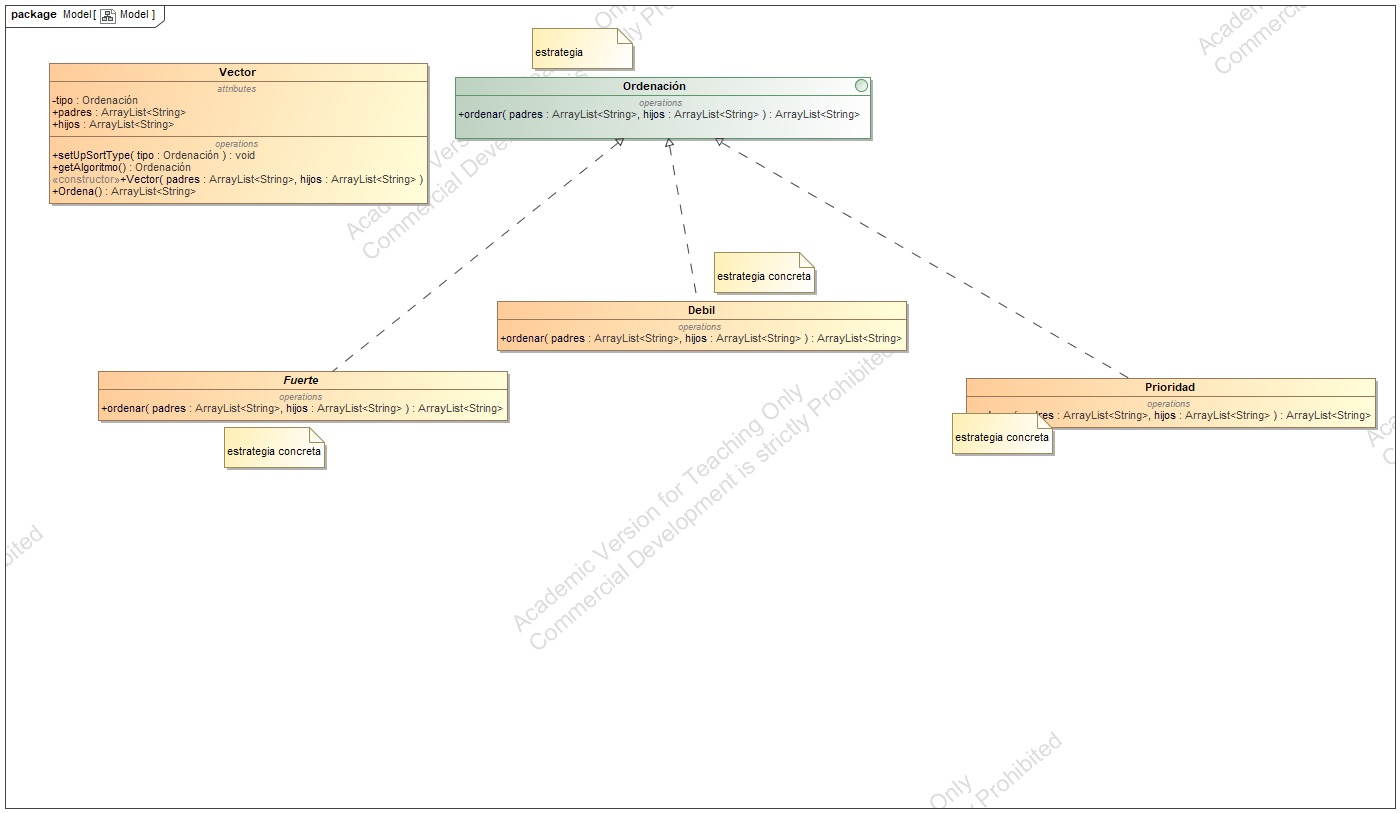 package Model[ Model ]
estrategia
Vector
attributes
-tipo : Ordenación
+padres : ArrayList<String>
+hijos : ArrayList<String>
operations
+setUpSortType( tipo : Ordenación ) : void
+getAlgoritmo() : Ordenación
«constructor»+Vector( padres : ArrayList<String>, hijos : ArrayList<String> )
+Ordena() : ArrayList<String>
Ordenación
operations
+ordenar( padres : ArrayList<String>, hijos : ArrayList<String> ) : ArrayList<String>
estrategia concreta
Debil
operations
+ordenar( padres : ArrayList<String>, hijos : ArrayList<String> ) : ArrayList<String>
Fuerte
operations
+ordenar( padres : ArrayList<String>, hijos : ArrayList<String> ) : ArrayList<String>
estrategia concreta
Prioridad
operations
: ArrayList<String>, hijos : ArrayList<String> ) : ArrayList<String>
estrategia concreta
Academic Version for Teaching Only
Commercial Development is strictly Prohibited
Only
Prohibited